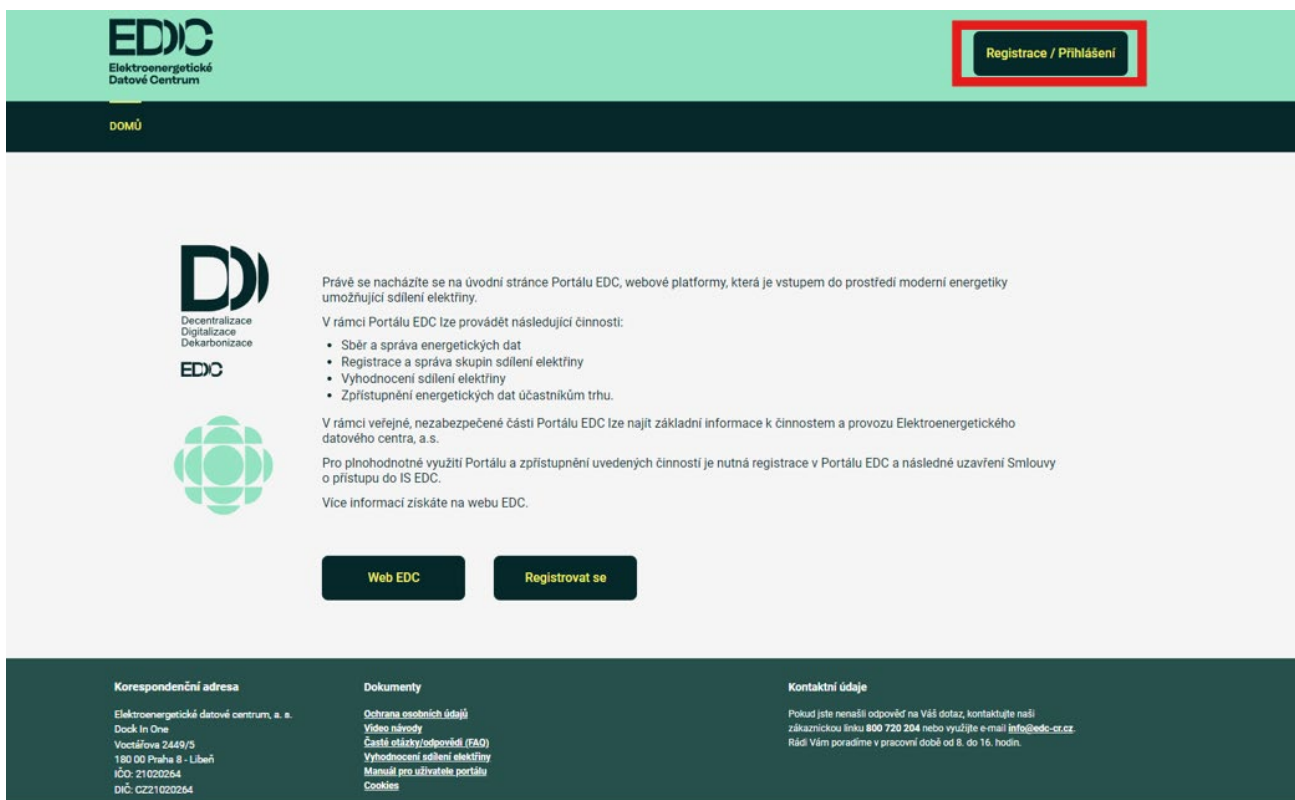 EDC
Elektroenergetické
Datové Centrum
Registrace / Přihlášení
DOMŮ
Decentralizace
Digitalizace
Dekarbonizace
EDC
Právě se nacházíte se na úvodní stránce Portálu EDC, webové platformy, která je vstupem do prostředí moderní energetiky
umožňující sdílení elektřiny.
V rámci Portálu EDC lze provádět následující činnosti:
• Sběr a správa energetických dat
• Registrace a správa skupin sdílení elektřiny
• Vyhodnocení sdílení elektřiny
• Zpřístupnění energetických dat účastníkům trhu.
V rámci veřejné, nezabezpečené části Portálu EDC lze najít základní informace k činnostem a provozu Elektroenergetického
datového centra, a.s.
Pro plnohodnotné využití Portálu a zpřístupnění uvedených činností je nutná registrace v Portálu EDC a následné uzavření Smlouvy
o přístupu do IS EDC.
Více informací získáte na webu EDC.
Web EDC
Registrovat se
Korespondenční adresa
Elektroenergetické datové centrum, a. s.
Dock In One
Voctářova 2449/5
180 00 Praha 8 - Libeň
IČO: 21020264
DIČ: CZ21020264
Dokumenty
Ochrana osobních údajů
Video návody
Časté otázky/odpovědi (FAQ)
Vyhodnocení sdílení elektřiny
Manuál pro uživatele portálu
Cookies
Kontaktní údaje
Pokud jste nenašli odpověď na Váš dotaz, kontaktujte naši
zákaznickou linku 800 720 204 nebo využijte e-mail info@edc-cr.cz.
Rádi Vám poradíme v pracovní době od 8. do 16. hodin.